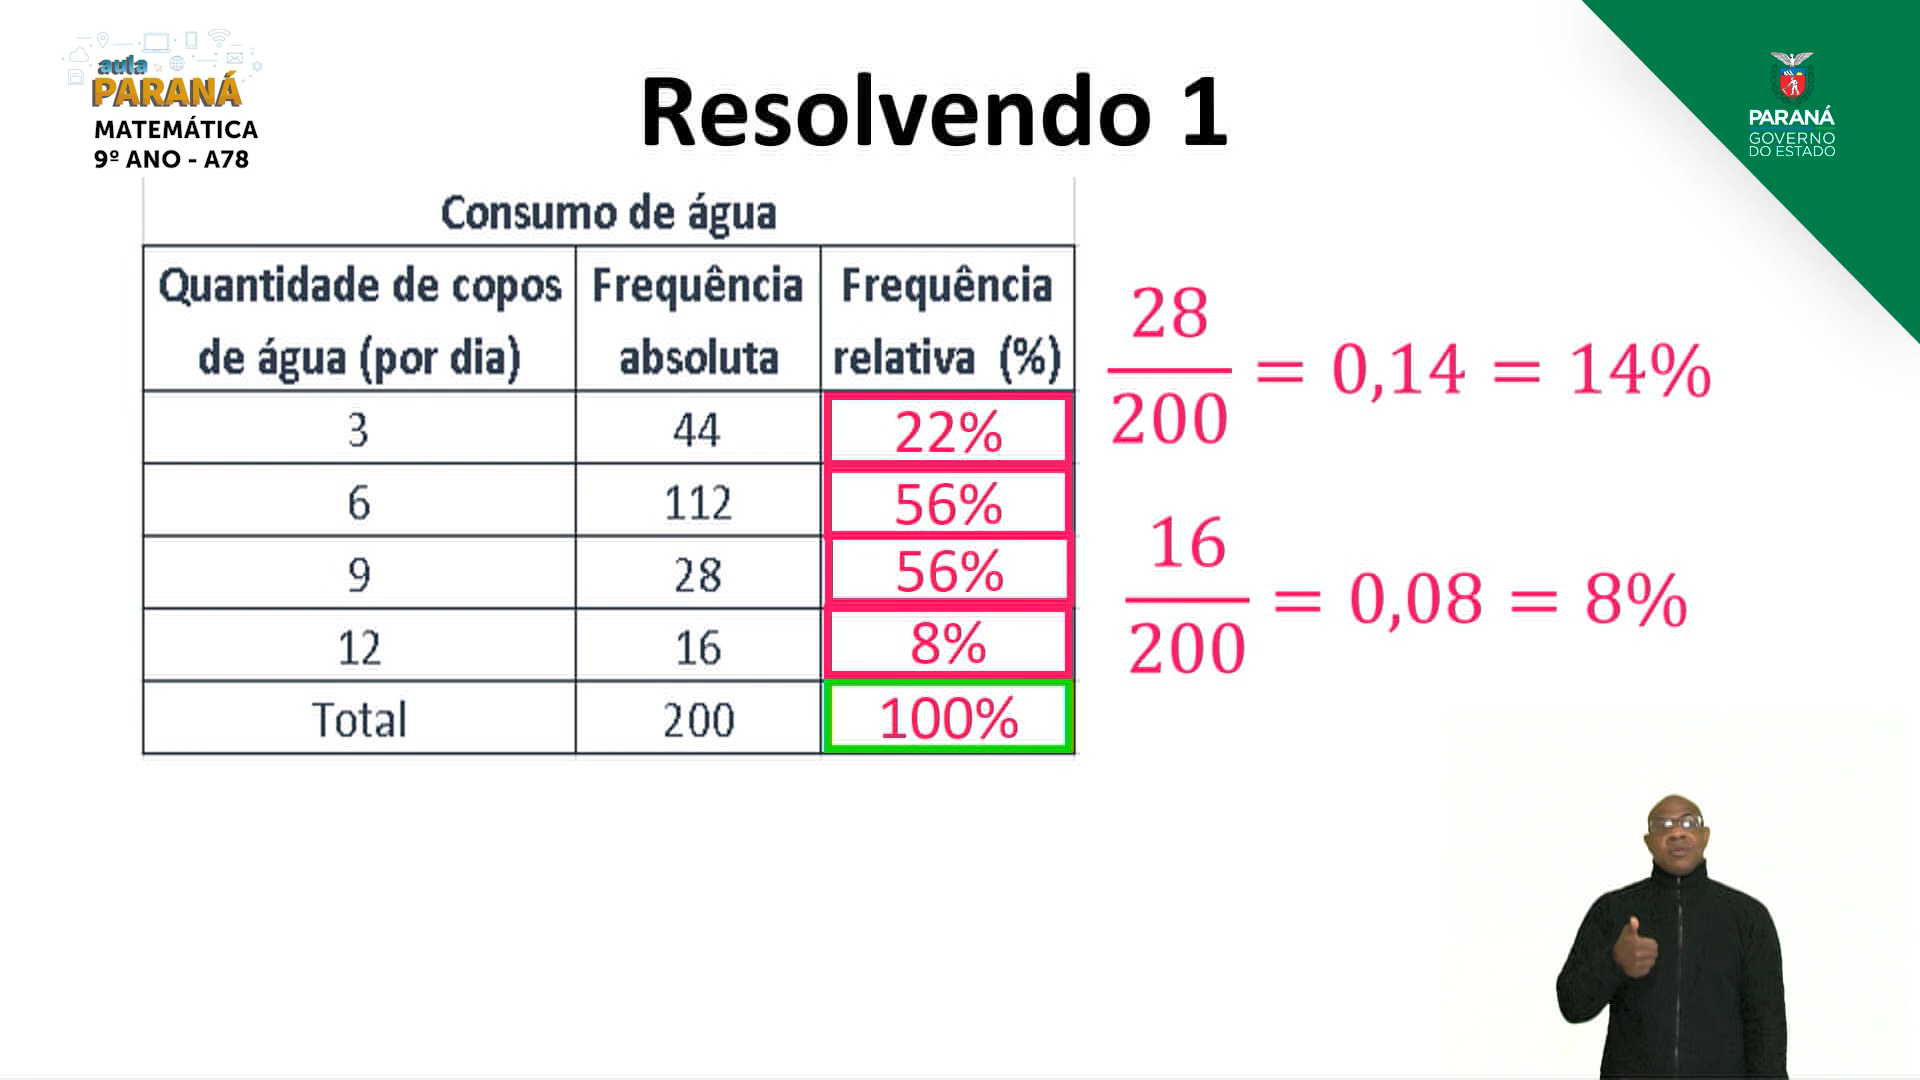 aula
PARANÁ
MATEMÁTICA
9º ANO - A78
Resolvendo 1
PARANÁ
GOVERNO
DO ESTADO
Consumo de água
Quantidade de copos de água (por dia) Frequência absoluta Frequência relativa (%)
3 44 22%
6 112 56%
9 28 56%
12 16 8%
Total 200 100%
28/200 = 0,14 = 14%
16/200 = 0,08 = 8%